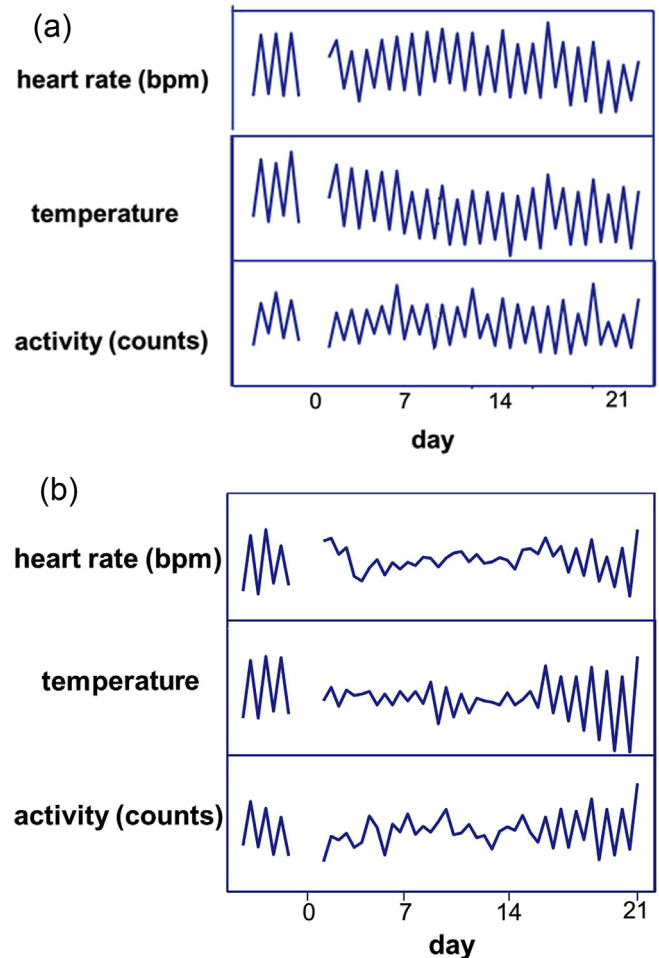 (a)
heart rate (bpm)
temperature
activity (counts)
0 7 14 21
day
(b)
heart rate (bpm)
temperature
activity (counts)
0 7 14 21
day